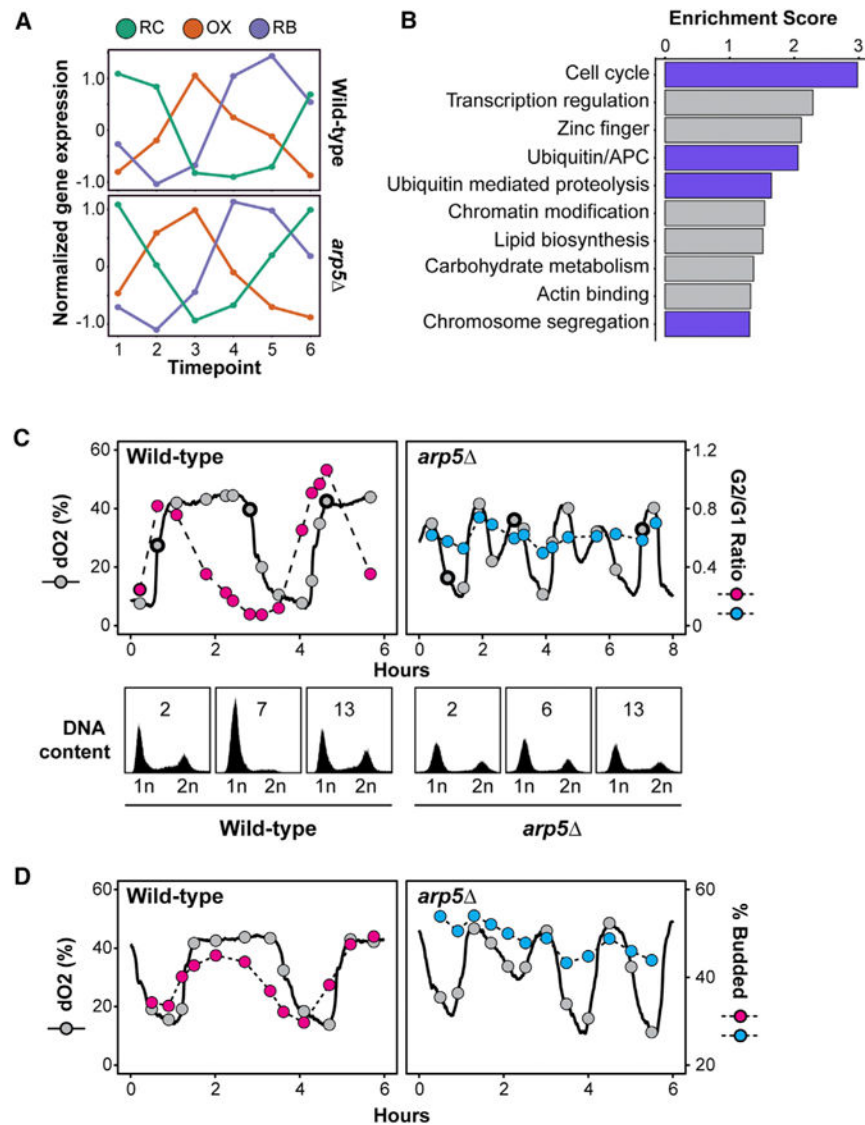 A
RC OX RB
Normalized gene expression
1.0
0
-1.0
Wild-type
1.0
0
-1.0
arp5Δ
1 2 3 4 5 6
Timepoint
B
Enrichment Score
0 1 2 3
Cell cycle
Transcription regulation
Zinc finger
Ubiquitin/APC
Ubiquitin mediated proteolysis
Chromatin modification
Lipid biosynthesis
Carbohydrate metabolism
Actin binding
Chromosome segregation
C
Wild-type
arp5Δ
dO2 (%)
60
40
20
0
1.2
0.8
0.4
0
G2/G1 Ratio
0 2 4 6
0 2 4 6 8
Hours
DNA content
2 7 13 2 6 13
1n 2n 1n 2n 1n 2n 1n 2n 1n 2n 1n 2n
Wild-type
arp5Δ
D
Wild-type
arp5Δ
dO2 (%)
60
40
20
0
60
40
20
% Budded
0 2 4 6
0 2 4 6
Hours